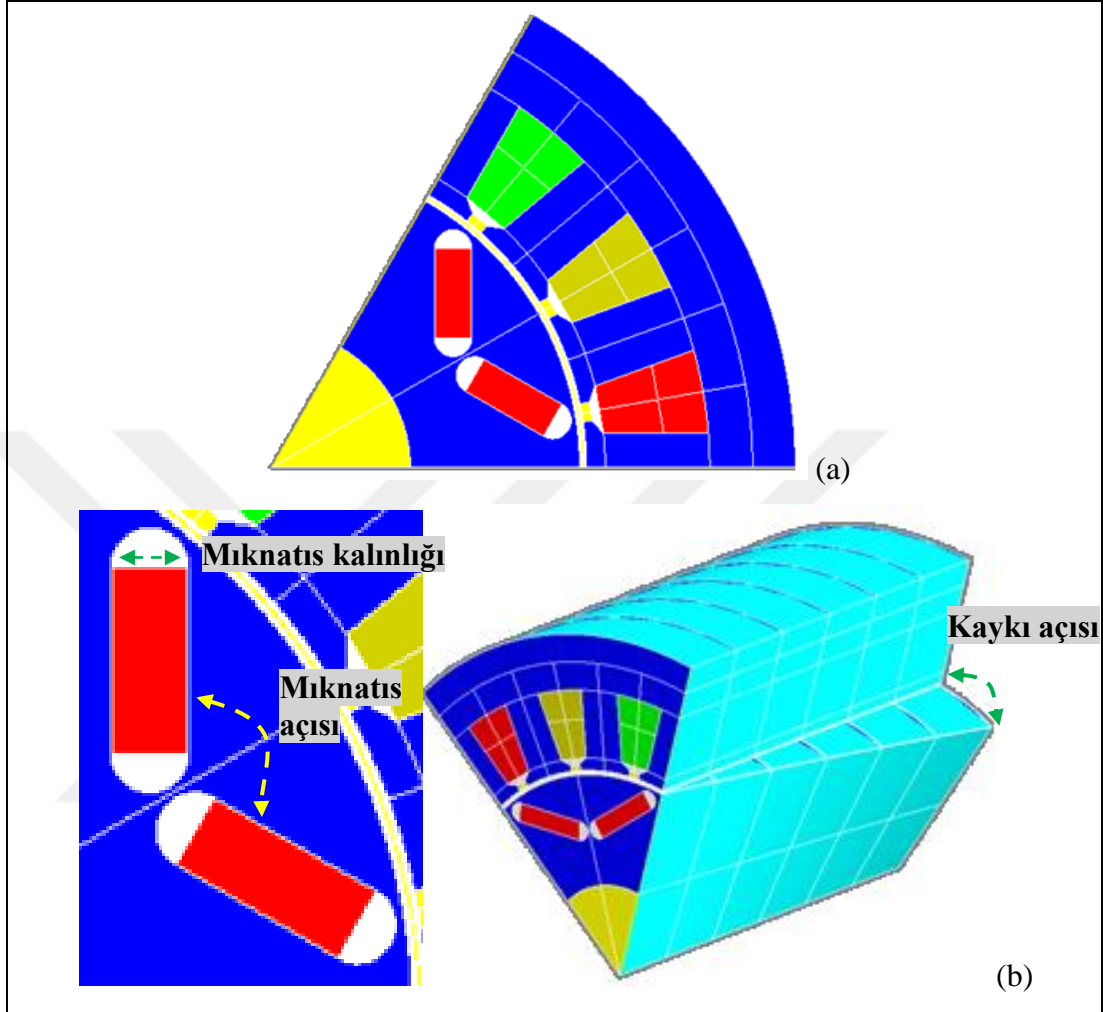 (a)
Mıknatıs kalınlığı
Mıknatıs
açısı
Kaykı açısı
(b)